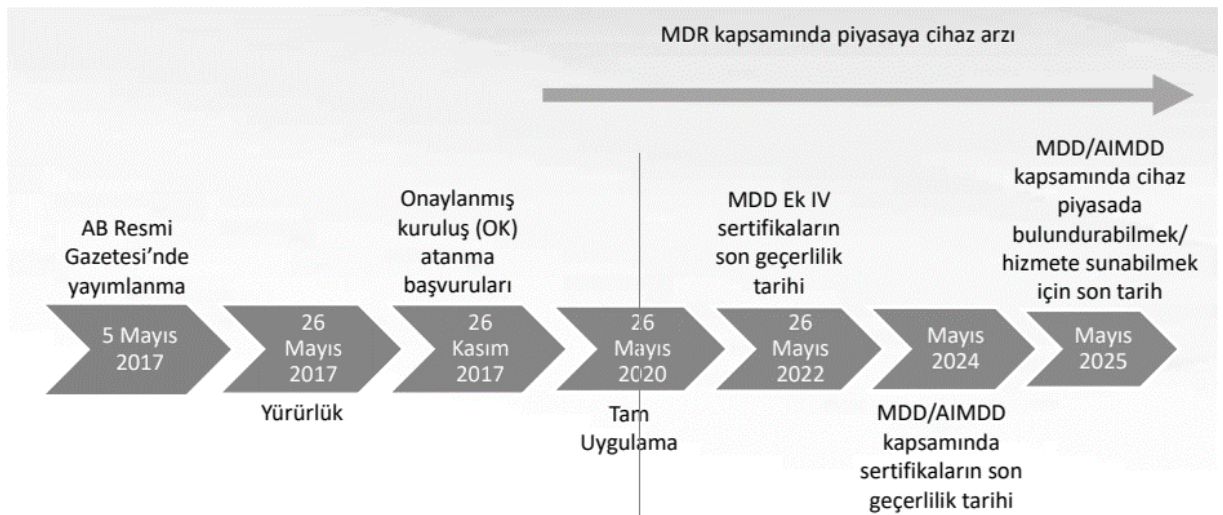 MDR kapsamında piyasaya cihaz arzı
AB Resmi
Gazetesi'nde
yayımlanma
5 Mayıs
2017
26
Mayıs
2017
Yürürlük
Onaylanmış
kuruluş (OK)
atanma
başvuruları
26
Kasım
2017
26
Mayıs
2020
Tam
Uygulama
MDD Ek IV
sertifikaların
son geçerlilik
tarihi
26
Mayıs
2022
Mayıs
2024
MDD/AIMDD
kapsamında
sertifikaların son
geçerlilik tarihi
MDD/AIMDD
kapsamında cihaz
piyasada
bulundurabilmek/
hizmete sunabilmek
için son tarih
Mayıs
2025